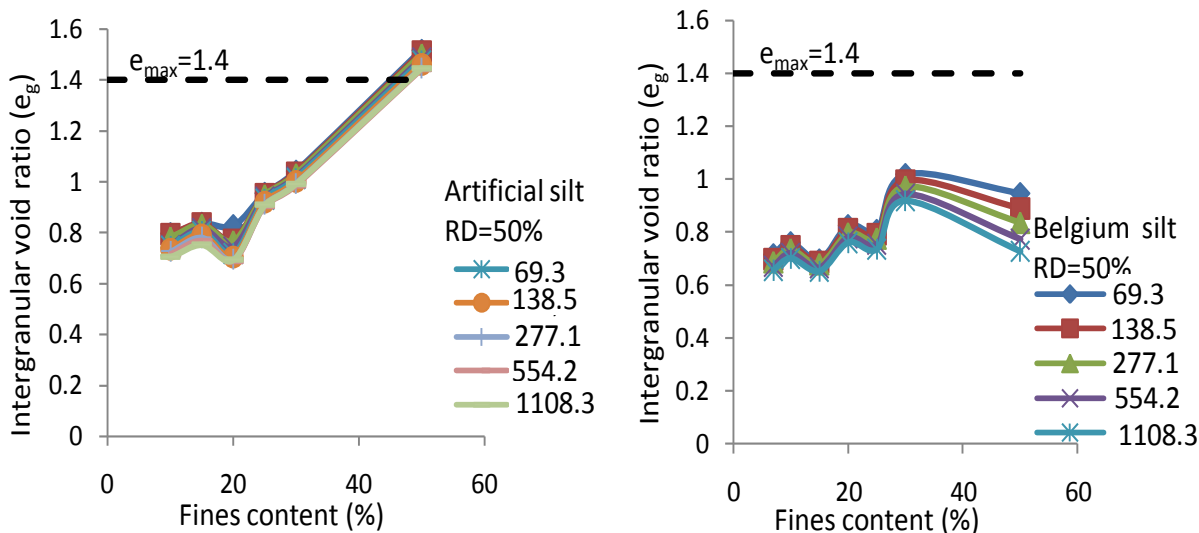 1.6
1.4
1.2
1
0.8
0.6
0.4
0.2
0
0 20 40 60
Intergranular void ratio (eg)
Fines content (%)
emax=1.4
Artificial silt
RD=50%
69.3
138.5
277.1
554.2
1108.3
1.6
1.4
1.2
1
0.8
0.6
0.4
0.2
0
0 20 40 60
Intergranular void ratio (eg)
Fines content (%)
emax=1.4
Belgium silt
RD=50%
69.3
138.5
277.1
554.2
1108.3